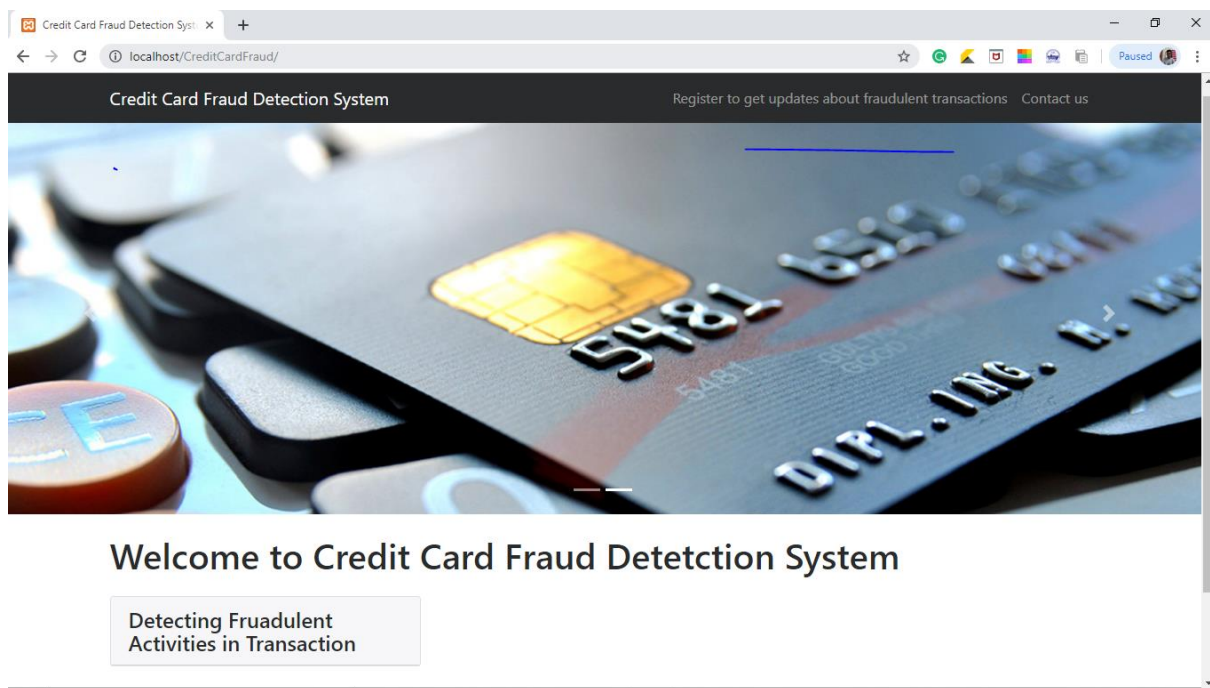 Credit Card Fraud Detection Syst
localhost/CreditCardFraud/
Paused
Credit Card Fraud Detection System
Register to get updates about fraudulent transactions Contact us
5481 6517
5481
DIPL.ING. M.
CE
Welcome to Credit Card Fraud Detetction System
Detecting Fruadulent
Activities in Transaction